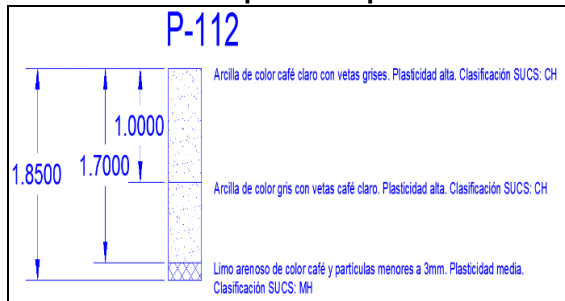 P-112
Arcilla de color café claro con vetas grises. Plasticidad alta. Clasificación SUCS: CH
1.0000
1.7000
1.8500
Arcilla de color gris con vetas café claro. Plasticidad alta. Clasificación SUCS: CH
Limo arenoso de color café y partículas menores a 3mm. Plasticidad media.
Clasificación SUCS: MH